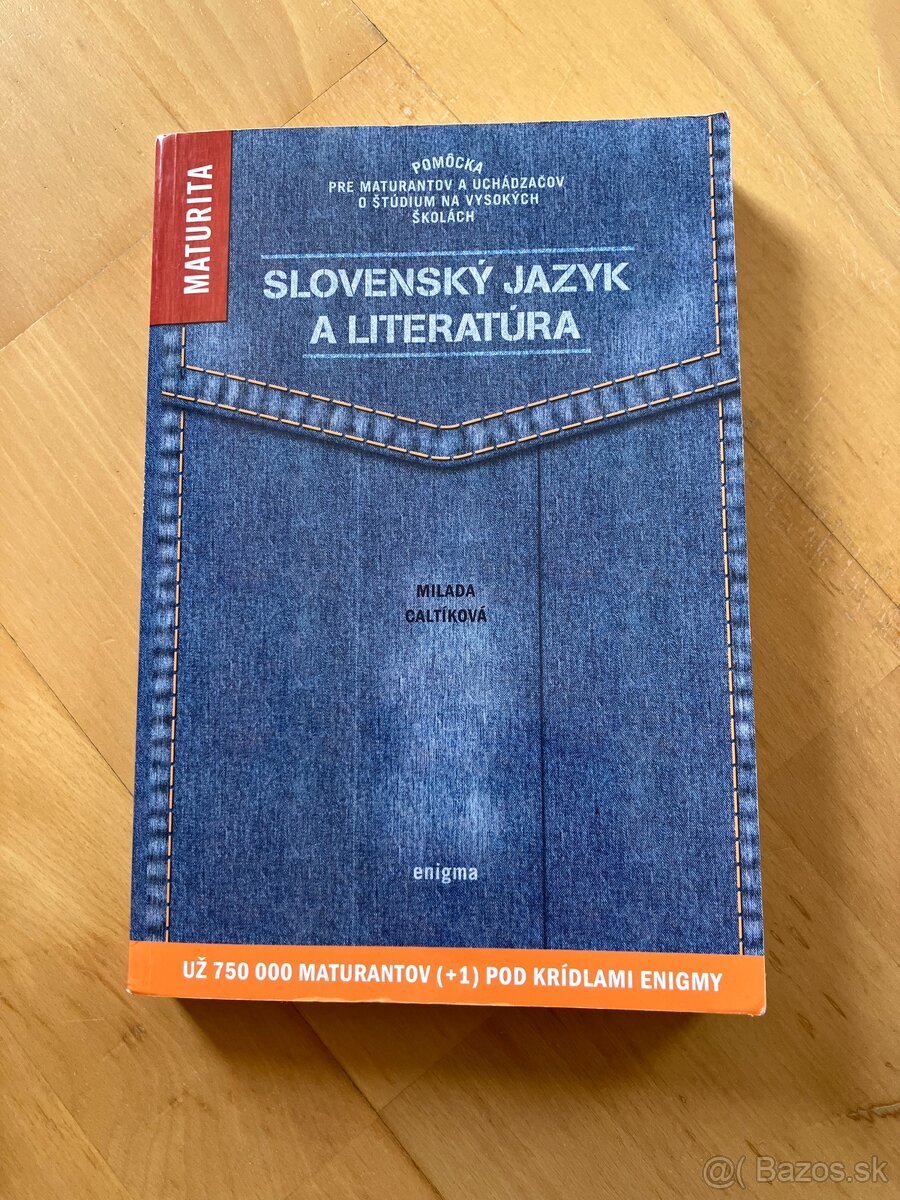 MATURITA
POMÔCKA
PRE MATURANTOV A UCHÁDZAČOV
O ŠTÚDIUM NA VYSOKÝCH
ŠKOLÁCH
SLOVENSKÝ JAZYK
A LITERATÚRA
MILADA
CALTÍKOVÁ
enigma
UŽ 750 000 MATURANTOV (+1) POD KRÍDLAMI ENIGMY
@( Bazos.sk